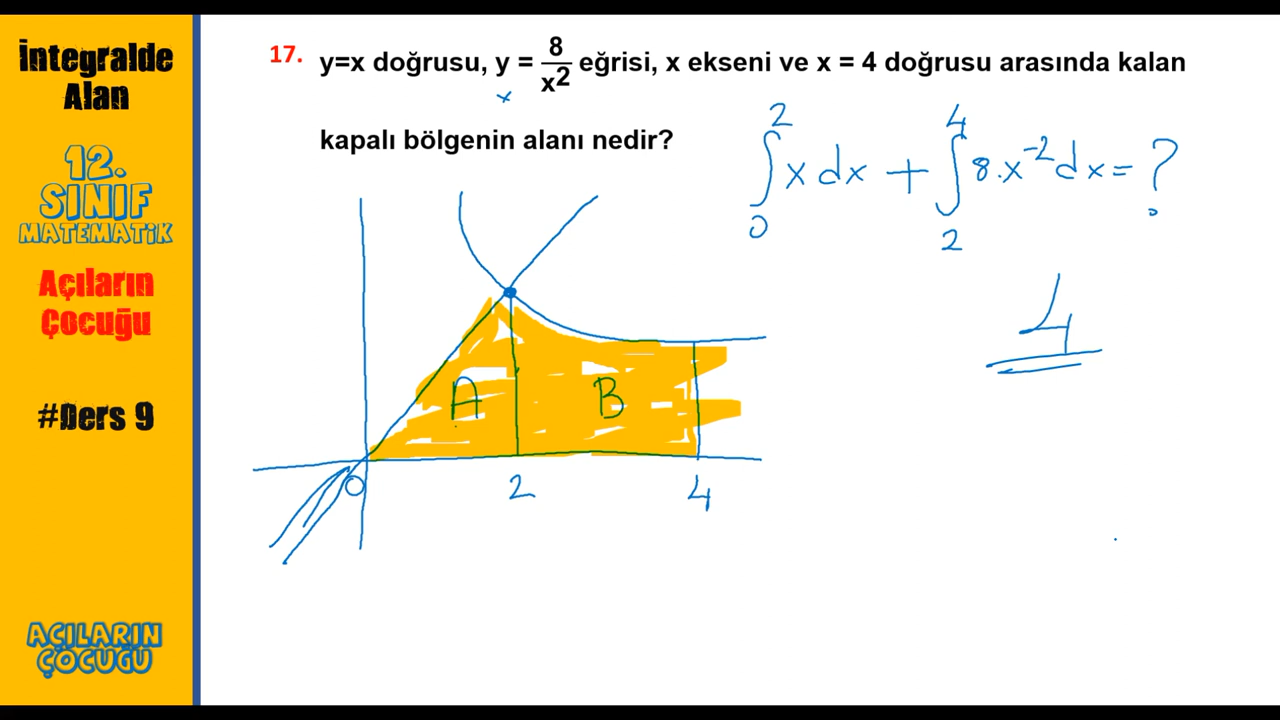 İntegralde
Alan
12.
SINIF
MATEMATİK
Açıların
Çocuğu
#Ders 9
AÇILARIN
ÇOCUĞU
17. y=x doğrusu, y = 8/x² eğrisi, x ekseni ve x = 4 doğrusu arasında kalan
x
kapalı bölgenin alanı nedir?
∫₀² x dx + ∫₂⁴ 8.x⁻² dx = ?
4
A B
O 2 4